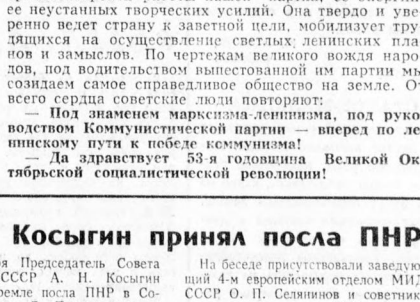 ее неустанных творческих усилий. Она твердо и уве-
ренно ведет страну к заветной цели, мобилизует тру-
дящихся на осуществление светлых ленинских пла-
нов и замыслов. По чертежам великого вождя наро-
дов, под водительством выпестованной им партии мы
созидаем самое справедливое общество на земле. От
всего сердца советские люди повторяют:
— Под знаменем марксизма-ленинизма, под руко-
водством Коммунистической партии — вперед по ле-
нинскому пути к победе коммунизма!
— Да здравствует 53-я годовщина Великой Ок-
тябрьской социалистической революции!
Косыгин принял посла ПНР
Председатель Совета
СССР А. Н. Косыгин
посла ПНР в Со-
На беседе присутствовали заведую-
щий 4-м европейским отделом МИД
СССР О. П. Селянинов и